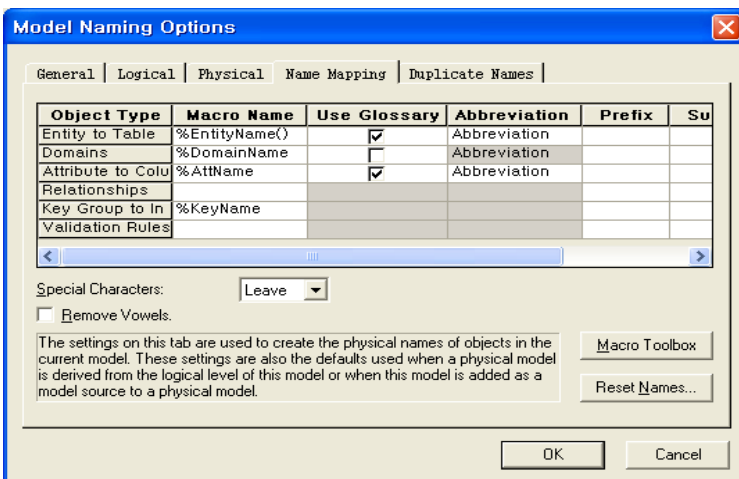 Model Naming Options
General Logical Physical Name Mapping Duplicate Names
Object Type Macro Name Use Glossary Abbreviation Prefix Su
Entity to Table %EntityName() Abbreviation
Domains %DomainName Abbreviation
Attribute to Colu %AttName Abbreviation
Relationships
Key Group to In %KeyName
Validation Rules
Special Characters: Leave
Remove Vowels.
The settings on this tab are used to create the physical names of objects in the
current model. These settings are also the defaults used when a physical model
is derived from the logical level of this model or when this model is added as a
model source to a physical model.
Macro Toolbox
Reset Names...
OK Cancel